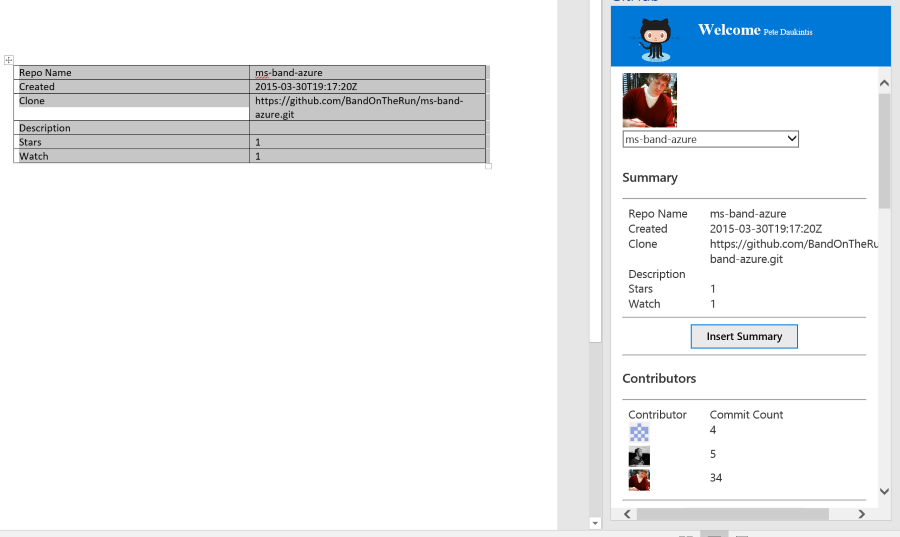 Repo Name ms-band-azure
Created 2015-03-30T19:17:20Z
Clone https://github.com/BandOnTheRun/ms-band-
azure.git
Description
Stars 1
Watch 1
Welcome Pete Daukintis
ms-band-azure
Summary
Repo Name ms-band-azure
Created 2015-03-30T19:17:20Z
Clone https://github.com/BandOnTheRu
band-azure.git
Description
Stars 1
Watch 1
Insert Summary
Contributors
Contributor Commit Count
4
5
34